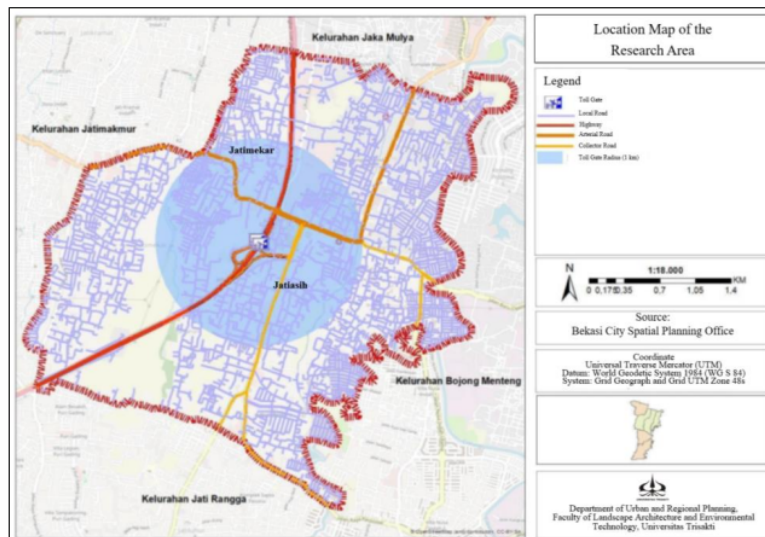 Location Map of the
Research Area
Kelurahan Jaka Mulya
Kelurahan Jatimakmur
Jatimekar
Jatiasih
Kelurahan Bojong Menteng
Kelurahan Jati Rangga
Legend
Toll Gate
Local Road
Highway
Arterial Road
Collector Road
Toll Gate Radius (1 km)
N
1:18.000
KM
0 0,175 0,35 0,7 1,05 1,4
Source:
Bekasi City Spatial Planning Office
Coordinate
Universal Traverse Mercator (UTM)
Datum: World Geodetic System 1984 (WG S 84)
System: Grid Geograph and Grid UTM Zone 48s
Department of Urban and Regional Planning,
Faculty of Landscape Architecture and Environmental
Technology, Universitas Trisakti